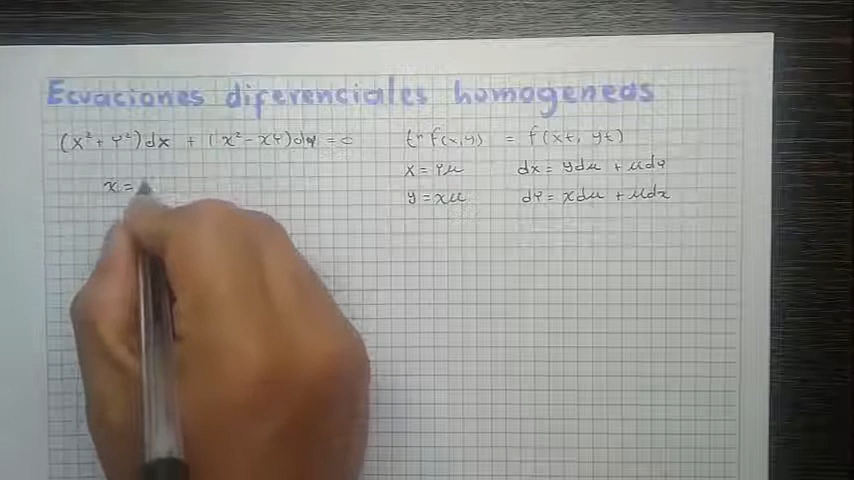 Ecuaciones diferenciales homogeneas
(x² + y²)dx + (x² - xy)dy = 0
x =
tⁿ f(x,y) = f(xt, yt)
x = yu dx = ydu + udy
y = xu dy = xdu + udx